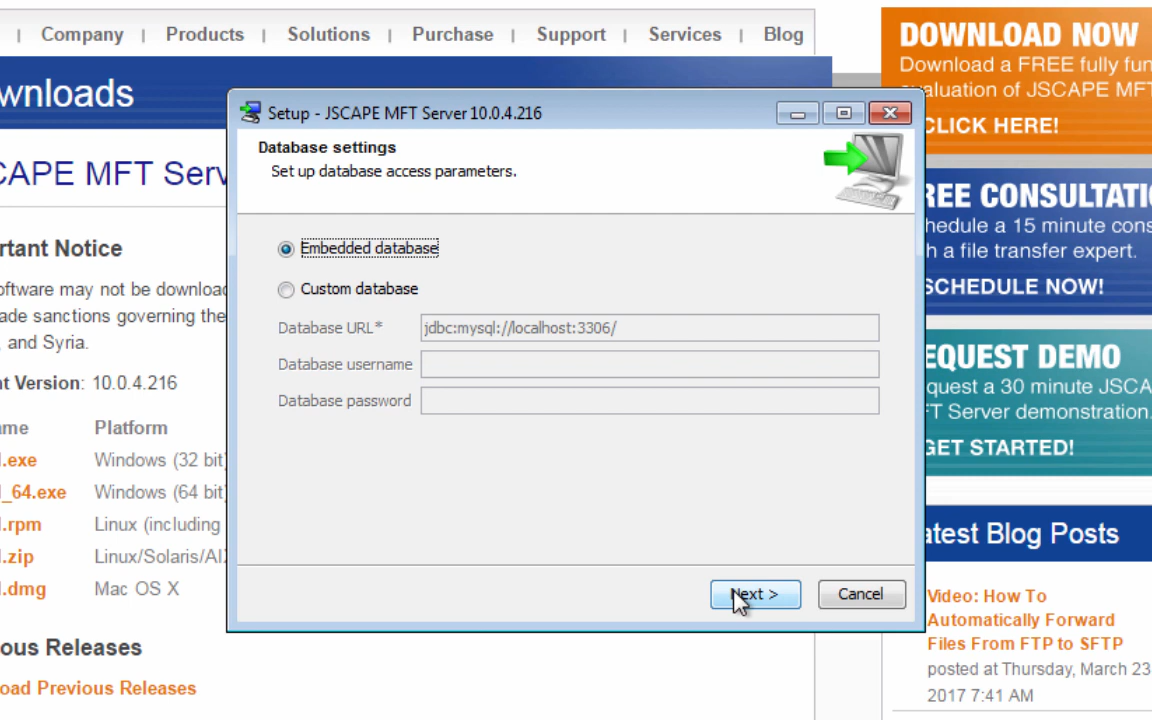 | Company | Products | Solutions | Purchase | Support | Services | Blog
wnloads
CAPE MFT Serv
rtant Notice
oftware may not be downloa
ade sanctions governing the
, and Syria.
t Version: 10.0.4.216
ame Platform
.exe Windows (32 bit)
_64.exe Windows (64 bit)
.rpm Linux (including
.zip Linux/Solaris/AI
.dmg Mac OS X
ous Releases
oad Previous Releases
Setup - JSCAPE MFT Server 10.0.4.216
Database settings
Set up database access parameters.
Embedded database
Custom database
Database URL* jdbc:mysql://localhost:3306/
Database username
Database password
Next >
Cancel
DOWNLOAD NOW
Download a FREE fully fun
valuation of JSCAPE MFT
CLICK HERE!
REE CONSULTATI
hedule a 15 minute cons
h a file transfer expert.
SCHEDULE NOW!
EQUEST DEMO
quest a 30 minute JSCA
FT Server demonstration.
GET STARTED!
atest Blog Posts
Video: How To
Automatically Forward
Files From FTP to SFTP
posted at Thursday, March 23
2017 7:41 AM